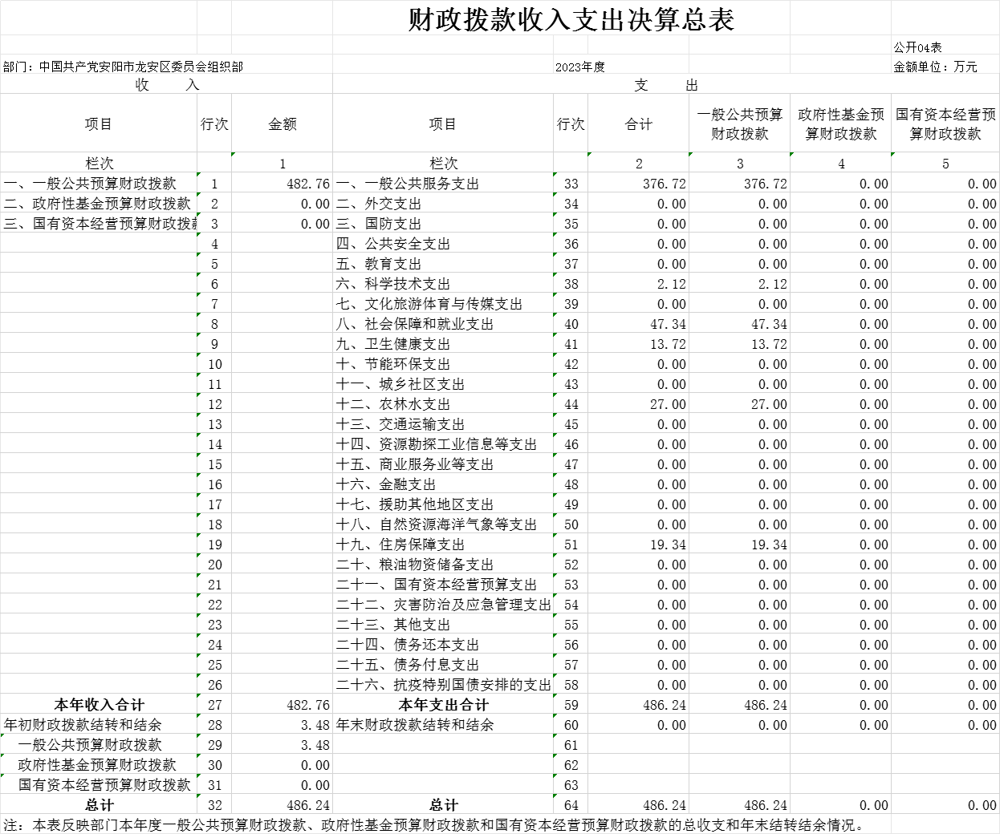 财政拨款收入支出决算总表
公开04表
部门：中国共产党安阳市龙安区委员会组织部 2023年度 金额单位：万元
收 入 支 出
项目 行次 金额 项目 行次 合计 一般公共预算财政拨款 政府性基金预算财政拨款 国有资本经营预算财政拨款
栏次 1 栏次 2 3 4 5
一、一般公共预算财政拨款 1 482.76 一、一般公共服务支出 33 376.72 376.72 0.00 0.00
二、政府性基金预算财政拨款 2 0.00 二、外交支出 34 0.00 0.00 0.00 0.00
三、国有资本经营预算财政拨款 3 0.00 三、国防支出 35 0.00 0.00 0.00 0.00
4 四、公共安全支出 36 0.00 0.00 0.00 0.00
5 五、教育支出 37 0.00 0.00 0.00 0.00
6 六、科学技术支出 38 2.12 2.12 0.00 0.00
7 七、文化旅游体育与传媒支出 39 0.00 0.00 0.00 0.00
8 八、社会保障和就业支出 40 47.34 47.34 0.00 0.00
9 九、卫生健康支出 41 13.72 13.72 0.00 0.00
10 十、节能环保支出 42 0.00 0.00 0.00 0.00
11 十一、城乡社区支出 43 0.00 0.00 0.00 0.00
12 十二、农林水支出 44 27.00 27.00 0.00 0.00
13 十三、交通运输支出 45 0.00 0.00 0.00 0.00
14 十四、资源勘探工业信息等支出 46 0.00 0.00 0.00 0.00
15 十五、商业服务业等支出 47 0.00 0.00 0.00 0.00
16 十六、金融支出 48 0.00 0.00 0.00 0.00
17 十七、援助其他地区支出 49 0.00 0.00 0.00 0.00
18 十八、自然资源海洋气象等支出 50 0.00 0.00 0.00 0.00
19 十九、住房保障支出 51 19.34 19.34 0.00 0.00
20 二十、粮油物资储备支出 52 0.00 0.00 0.00 0.00
21 二十一、国有资本经营预算支出 53 0.00 0.00 0.00 0.00
22 二十二、灾害防治及应急管理支出 54 0.00 0.00 0.00 0.00
23 二十三、其他支出 55 0.00 0.00 0.00 0.00
24 二十四、债务还本支出 56 0.00 0.00 0.00 0.00
25 二十五、债务付息支出 57 0.00 0.00 0.00 0.00
26 二十六、抗疫特别国债安排的支出 58 0.00 0.00 0.00 0.00
本年收入合计 27 482.76 本年支出合计 59 486.24 486.24 0.00 0.00
年初财政拨款结转和结余 28 3.48 年末财政拨款结转和结余 60 0.00 0.00 0.00 0.00
一般公共预算财政拨款 29 3.48 61
政府性基金预算财政拨款 30 0.00 62
国有资本经营预算财政拨款 31 0.00 63
总计 32 486.24 总计 64 486.24 486.24 0.00 0.00
注：本表反映部门本年度一般公共预算财政拨款、政府性基金预算财政拨款和国有资本经营预算财政拨款的总收支和年末结转结余情况。